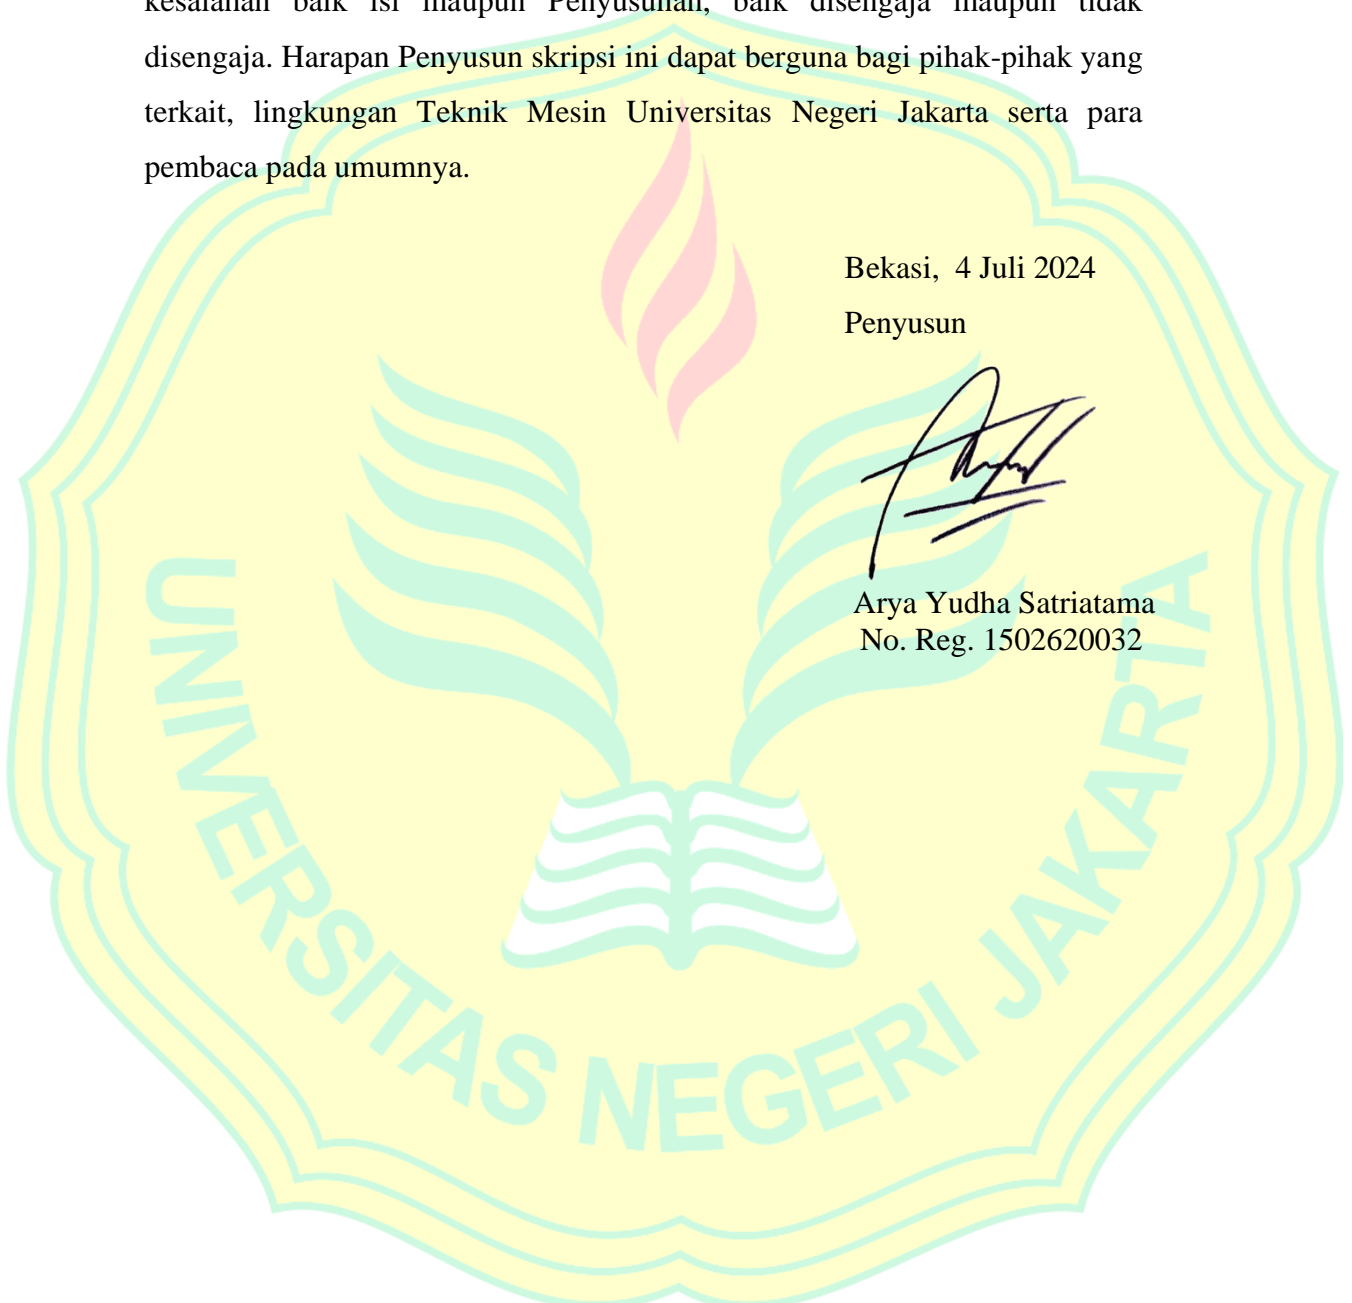 kesalahan baik isi maupun Penyusunan, baik disengaja maupun tidak
disengaja. Harapan Penyusun skripsi ini dapat berguna bagi pihak-pihak yang
terkait, lingkungan Teknik Mesin Universitas Negeri Jakarta serta para
pembaca pada umumnya.
Bekasi, 4 Juli 2024
Penyusun
Arya Yudha Satriatama
No. Reg. 1502620032
UNIVERSITAS NEGERI JAKARTA